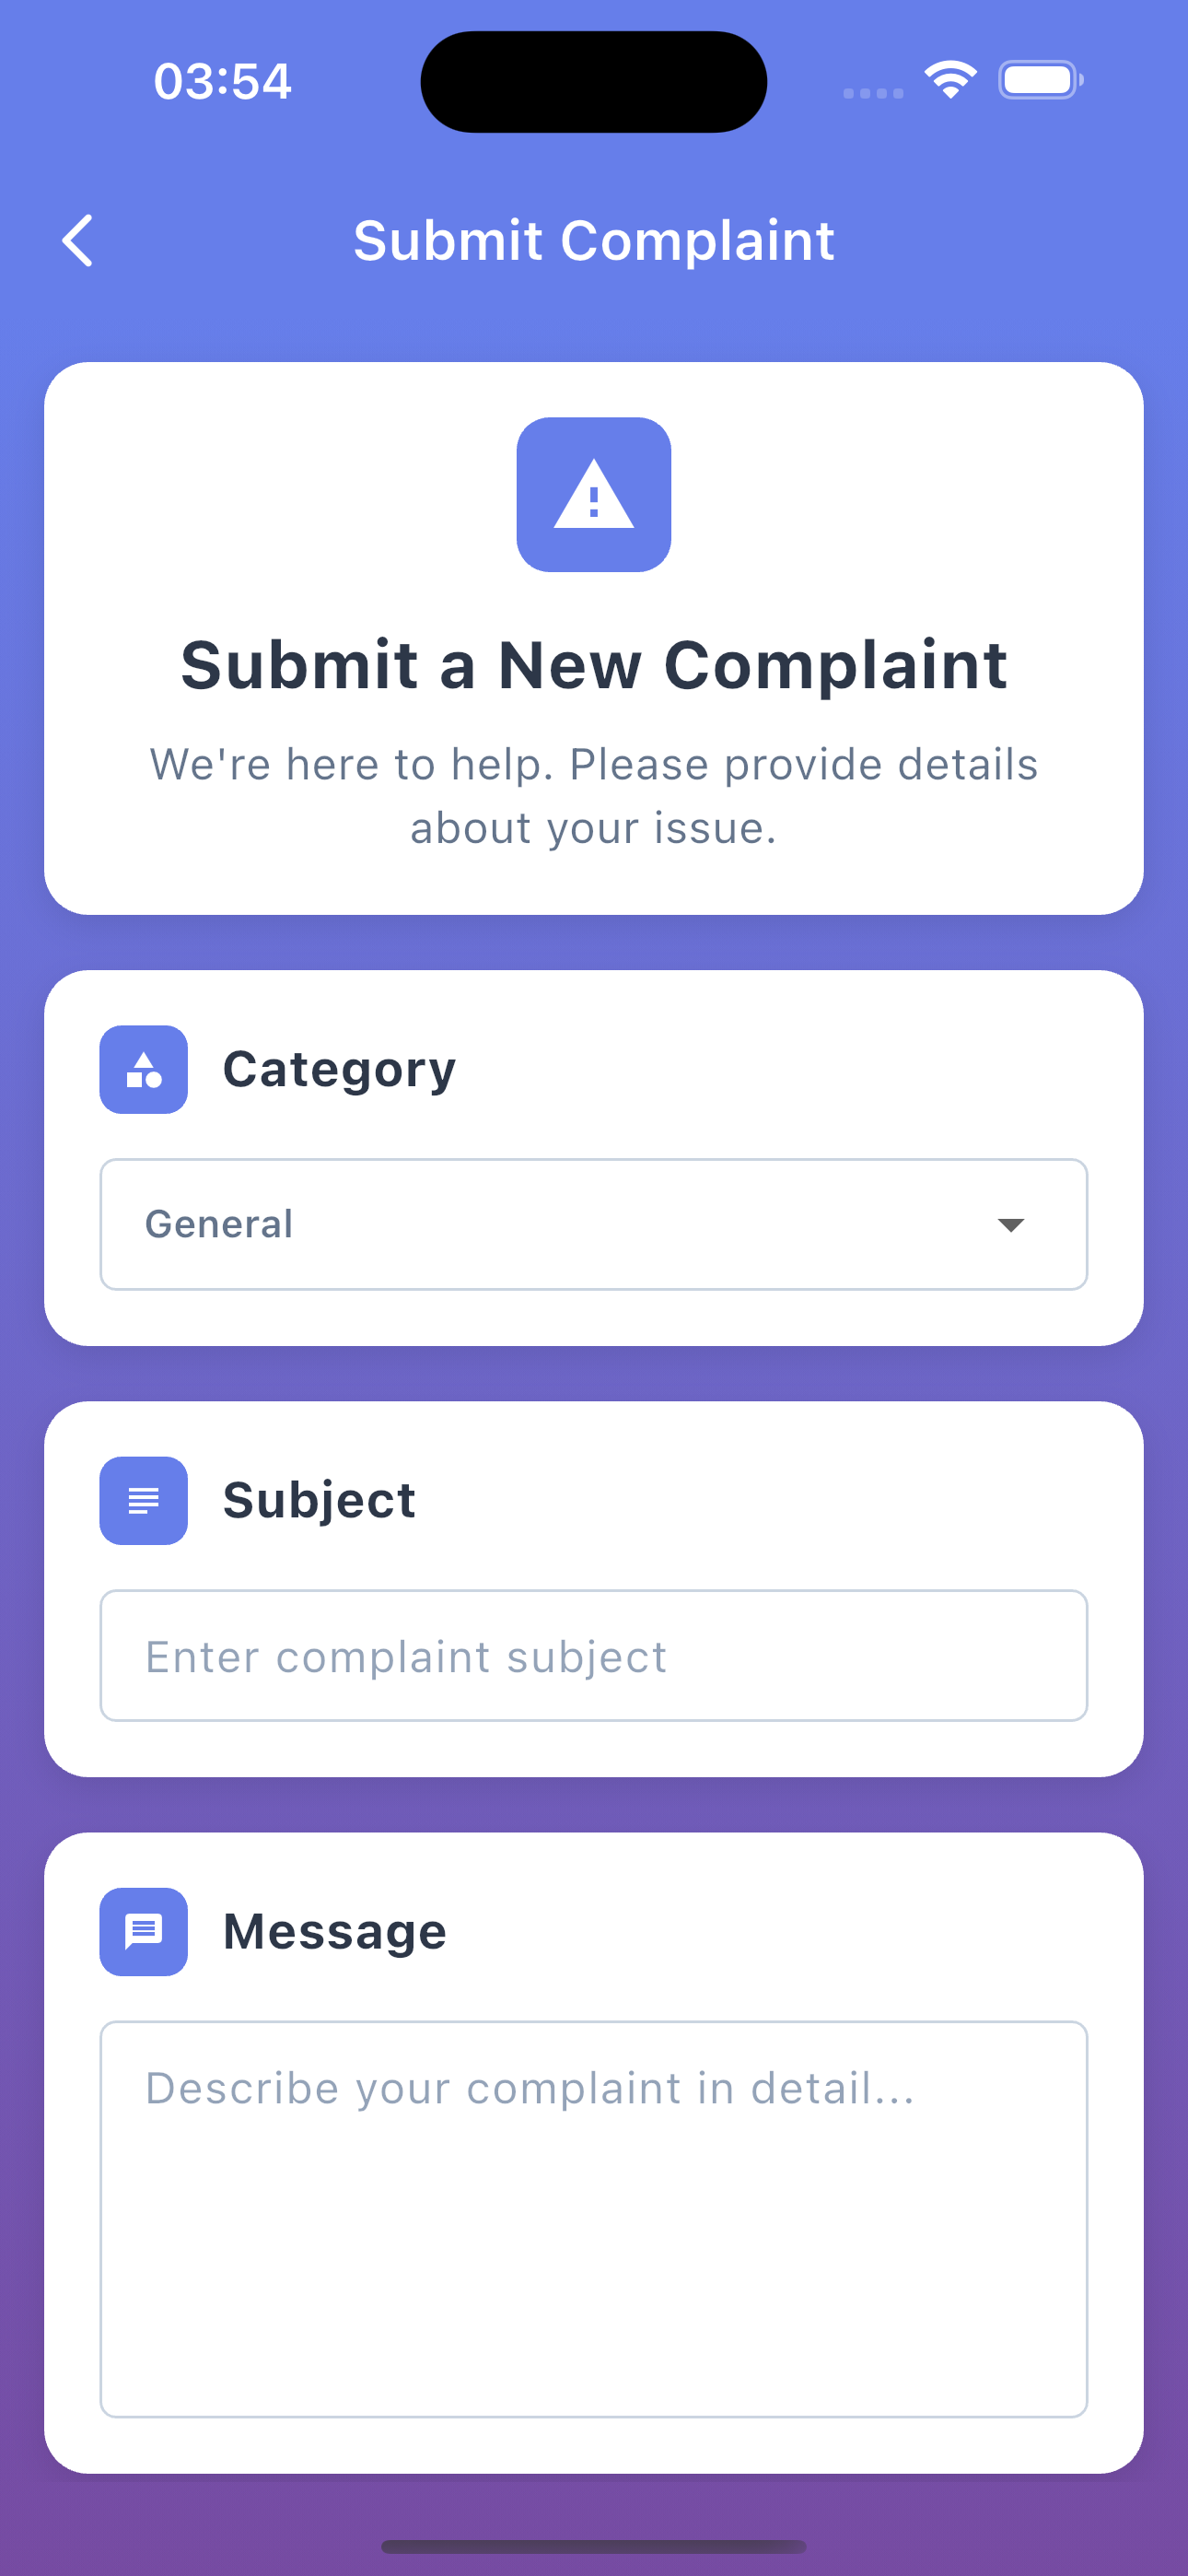 03:54
Submit Complaint
Submit a New Complaint
We're here to help. Please provide details
about your issue.
Category
General
Subject
Enter complaint subject
Message
Describe your complaint in detail...